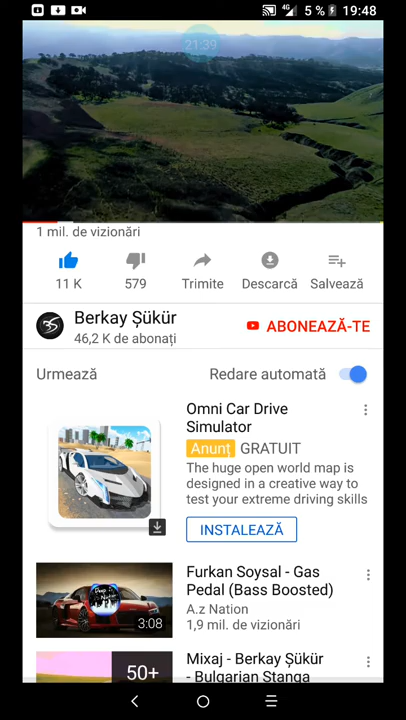 4G 5 % 19:48
21:39
1 mil. de vizionări
11 K
579
Trimite
Descarcă
Salvează
Berkay Șükür
46,2 K de abonați
ABONEAZĂ-TE
Urmează
Redare automată
Omni Car Drive
Simulator
Anunț GRATUIT
The huge open world map is
designed in a creative way to
test your extreme driving skills
INSTALEAZĂ
3:08
Furkan Soysal - Gas
Pedal (Bass Boosted)
A.z Nation
1,9 mil. de vizionări
50+
Mixaj - Berkay Șükür
- Bulgarian Stanga